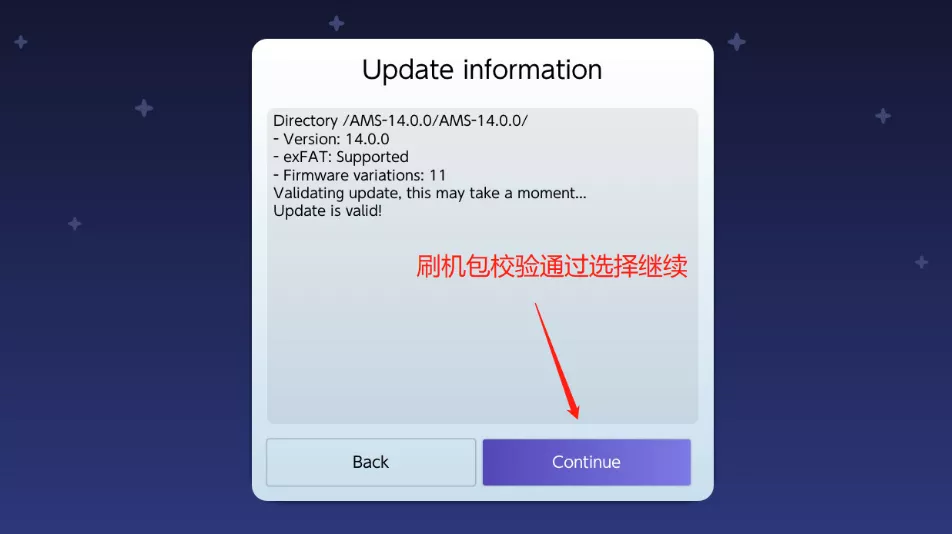 Update information
Directory /AMS-14.0.0/AMS-14.0.0/
- Version: 14.0.0
- exFAT: Supported
- Firmware variations: 11
Validating update, this may take a moment...
Update is valid!
刷机包校验通过选择继续
Back
Continue